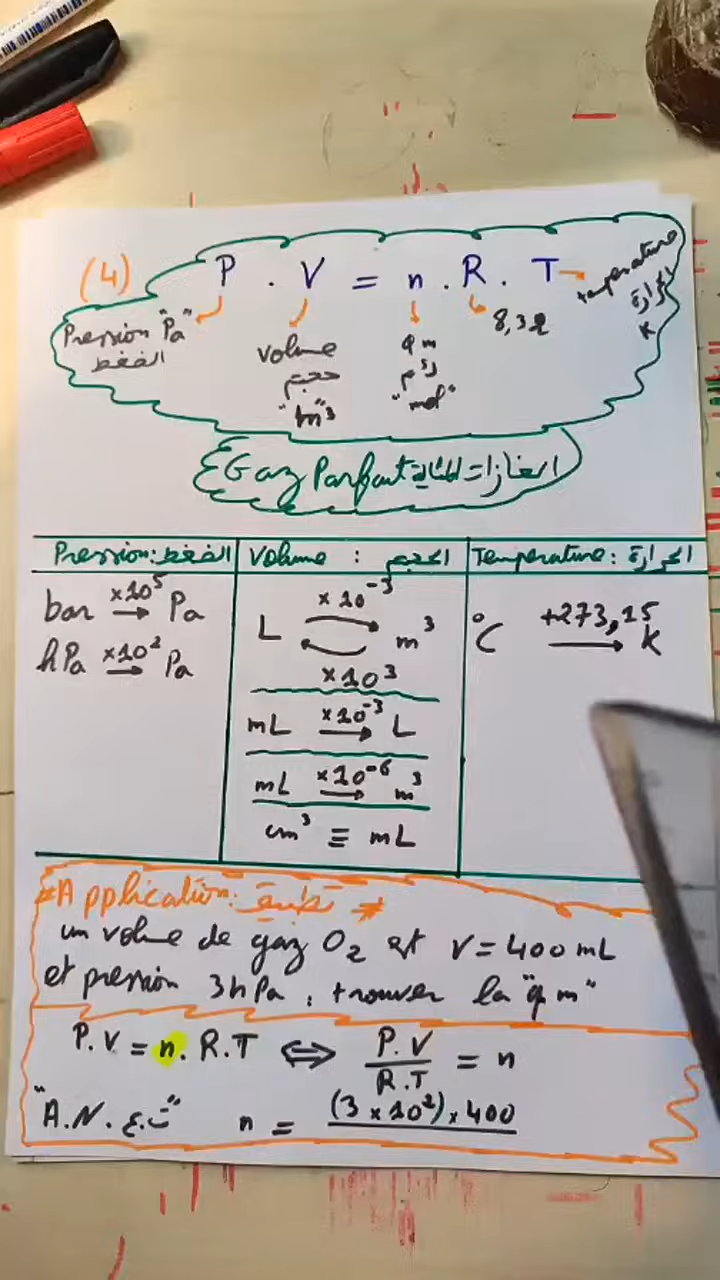 (4)
P . V = n . R . T
Pression "Pa"
الضغط
volume
حجم
"m³"
qm
"mol"
8,32
temperature
الحرارة
K
Gaz Parfait الغازات المثالية
Pression: الضغط
bar ×10⁵ → Pa
hPa ×10² → Pa
Volume : الحجم
L ×10⁻³ m³
×10³
mL ×10⁻³ → L
mL ×10⁻⁶ → m³
cm³ ≡ mL
Temperature : الحرارة
°C +273,15 → K
*Application: تطبيق *
un volume de gaz O₂ est V = 400 mL
et pression 3 hPa, trouver la "q m"
P.V = n. R.T ⇔ P.V / R.T = n
"A.N. ت.ع" n = (3 ×10²) × 400